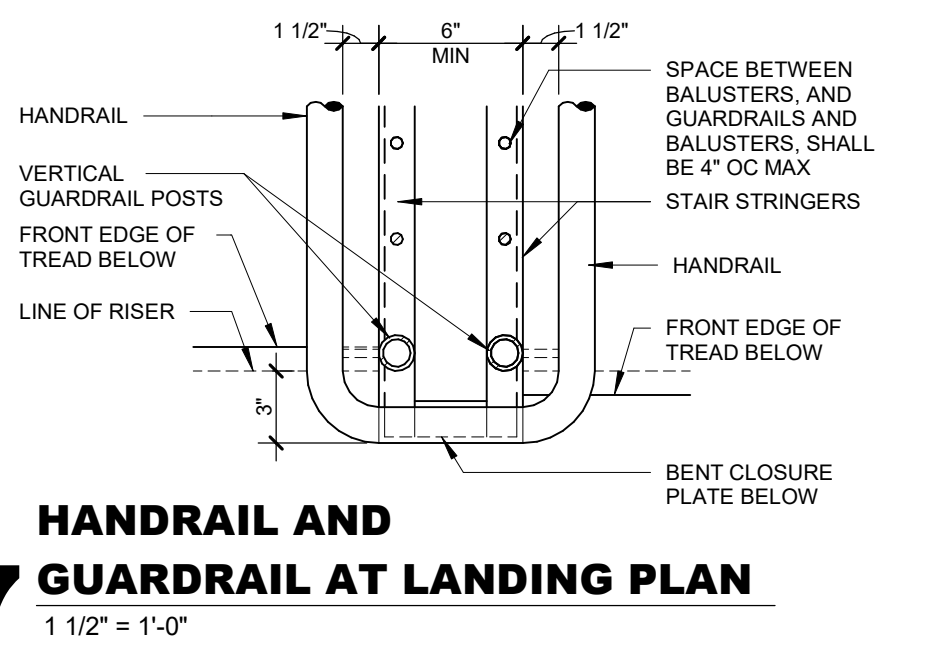 1 1/2"
6"
MIN
1 1/2"
HANDRAIL
VERTICAL
GUARDRAIL POSTS
FRONT EDGE OF
TREAD BELOW
LINE OF RISER
3"
SPACE BETWEEN
BALUSTERS, AND
GUARDRAILS AND
BALUSTERS, SHALL
BE 4" OC MAX
STAIR STRINGERS
HANDRAIL
FRONT EDGE OF
TREAD BELOW
BENT CLOSURE
PLATE BELOW
HANDRAIL AND
GUARDRAIL AT LANDING PLAN
1 1/2" = 1'-0"